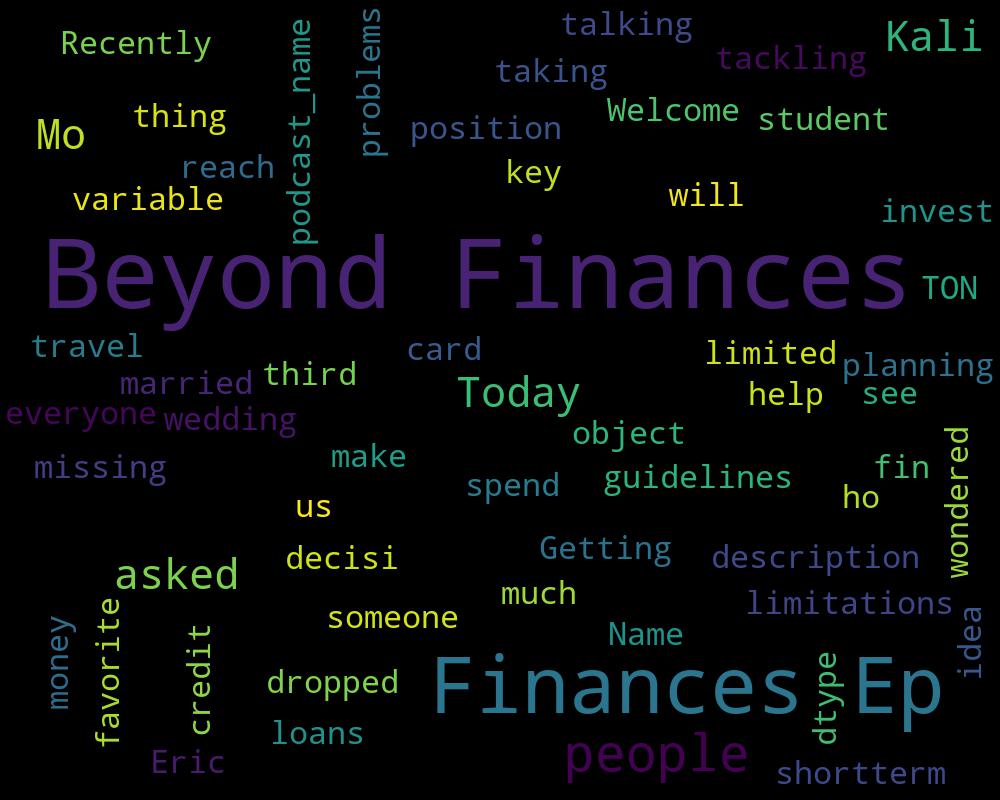 Recently
talking
Kali
problems
podcast_name
taking
tackling
Mo
thing
Welcome
student
position
reach
key
variable
will
invest
Beyond Finances
TON
travel
card
limited
planning
married
third
Today
help
see
everyone
wedding
object
wondered
missing
make
spend
guidelines
fin
ho
us
decisi
Getting
description
asked
much
limitations
someone
Name
idea
money
favorite
credit
dropped
Finances Ep
dtype
loans
people
Eric
shortterm